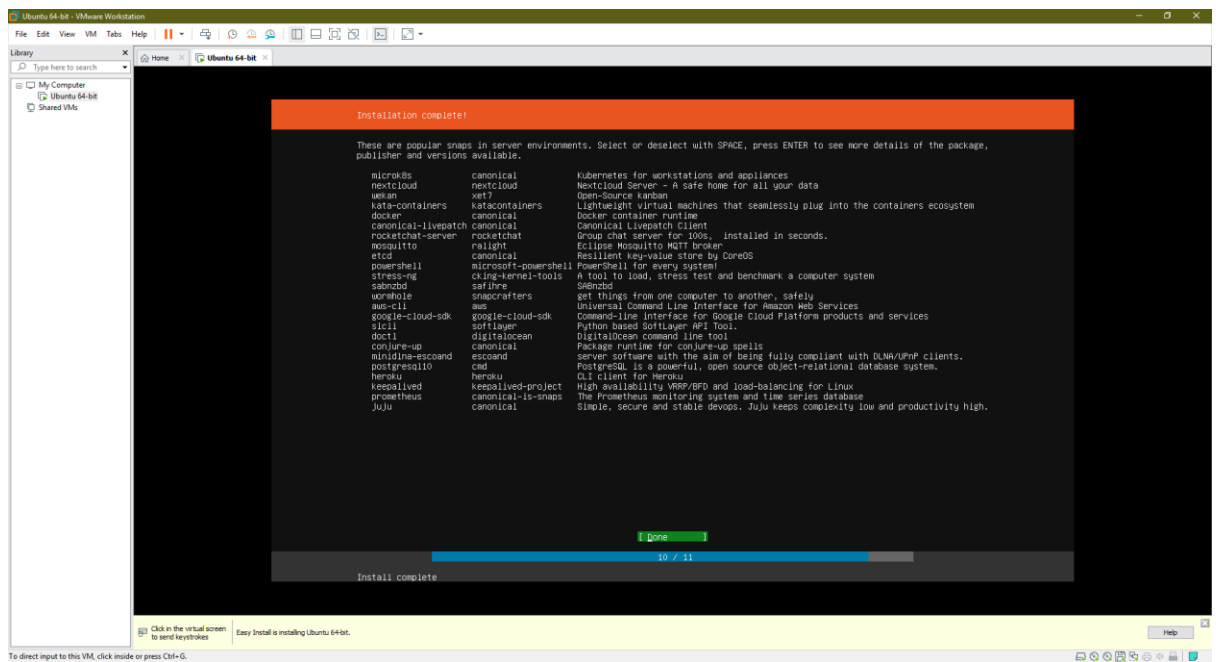 Ubuntu 64-bit - VMware Workstation
File Edit View VM Tabs Help
Library
Home
Ubuntu 64-bit
Type here to search
My Computer
Ubuntu 64-bit
Shared VMs
Installation complete!
These are popular snaps in server environments. Select or deselect with SPACE, press ENTER to see more details of the package,
publisher and versions available.
microk8s canonical Kubernetes for workstations and appliances
nextcloud nextcloud Nextcloud Server - A safe home for all your data
wekan xet7 Open-Source kanban
kata-containers katacontainers Lightweight virtual machines that seamlessly plug into the containers ecosystem
docker canonical Docker container runtime
canonical-livepatch canonical Canonical Livepatch Client
rocketchat-server rocketchat Group chat server for 100s, installed in seconds.
mosquitto ralight Eclipse Mosquitto MQTT broker
etcd canonical Resilient key-value store by CoreOS
powershell microsoft-powershell PowerShell for every system!
stress-ng cking-kernel-tools A tool to load, stress test and benchmark a computer system
sabnzbd safihre SABnzbd
wormhole snapcrafters get things from one computer to another, safely
aws-cli aws Universal Command Line Interface for Amazon Web Services
google-cloud-sdk google-cloud-sdk Command-line interface for Google Cloud Platform products and services
slcli softlayer Python based SoftLayer API Tool.
doctl digitalocean DigitalOcean command line tool
conjure-up canonical Package runtime for conjure-up spells
minidlna-escoand escoand server software with the aim of being fully compliant with DLNA/UPnP clients.
postgresql10 cmd PostgreSQL is a powerful, open source object-relational database system.
heroku heroku CLI client for Heroku
keepalived keepalived-project High availability VRRP/BFD and load-balancing for Linux
prometheus canonical-is-snaps The Prometheus monitoring system and time series database
juju canonical Simple, secure and stable devops. Juju keeps complexity low and productivity high.
[ Done ]
10 / 11
Install complete
Click in the virtual screen
to send keystrokes
Easy Install is installing Ubuntu 64-bit.
Help
To direct input to this VM, click inside or press Ctrl+G.